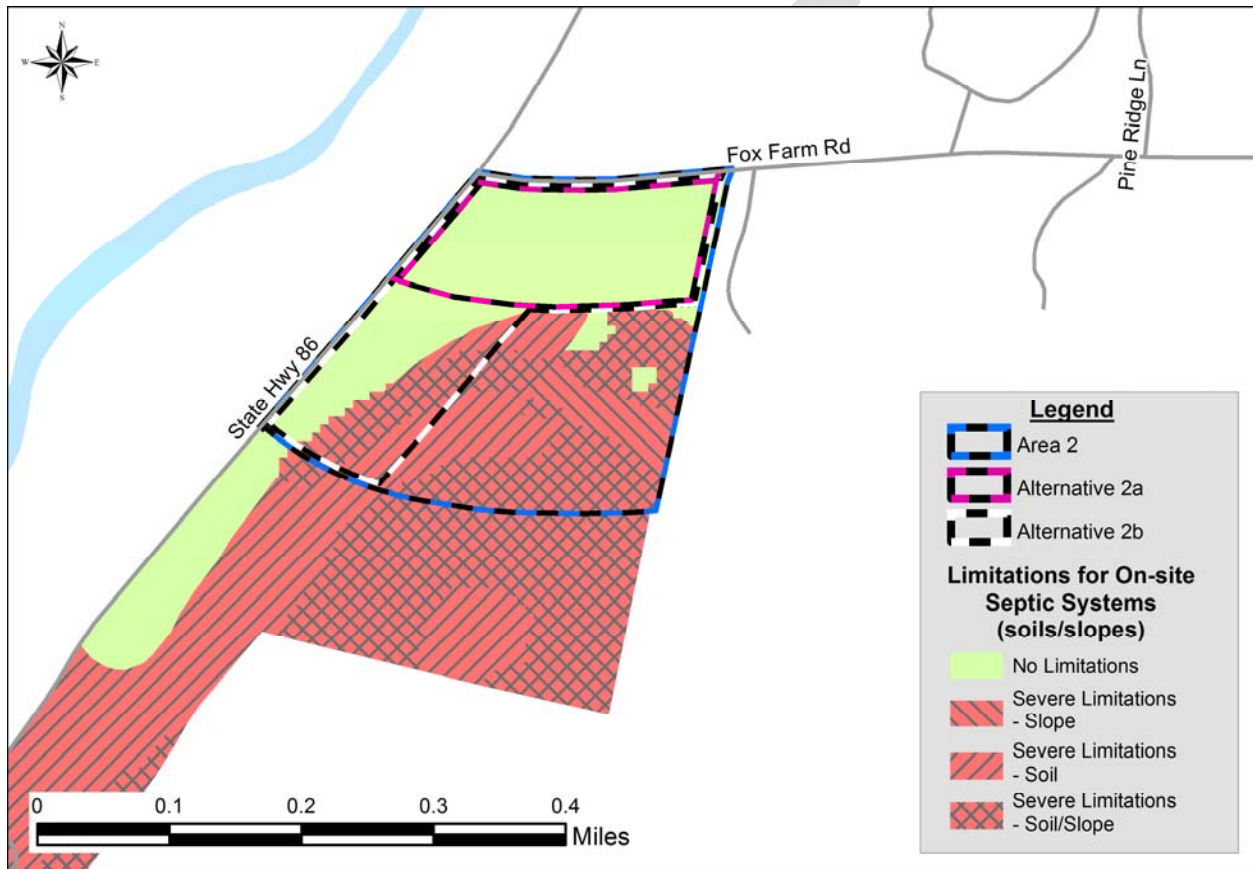 N
W E
S
Fox Farm Rd
Pine Ridge Ln
State Hwy 86
Legend
Area 2
Alternative 2a
Alternative 2b
Limitations for On-site
Septic Systems
(soils/slopes)
No Limitations
Severe Limitations
- Slope
Severe Limitations
- Soil
Severe Limitations
- Soil/Slope
0 0.1 0.2 0.3 0.4
Miles